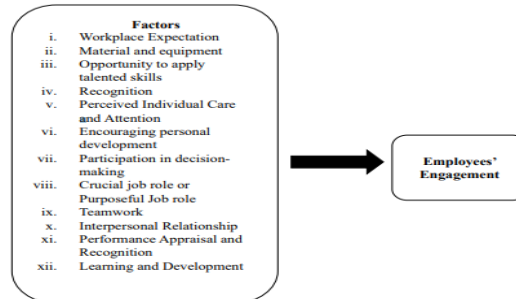 Factors
i. Workplace Expectation
ii. Material and equipment
iii. Opportunity to apply
talented skills
iv. Recognition
v. Perceived Individual Care
and Attention
vi. Encouraging personal
development
vii. Participation in decision-
making
viii. Crucial job role or
Purposeful Job role
ix. Teamwork
x. Interpersonal Relationship
xi. Performance Appraisal and
Recognition
xii. Learning and Development
Employees'
Engagement